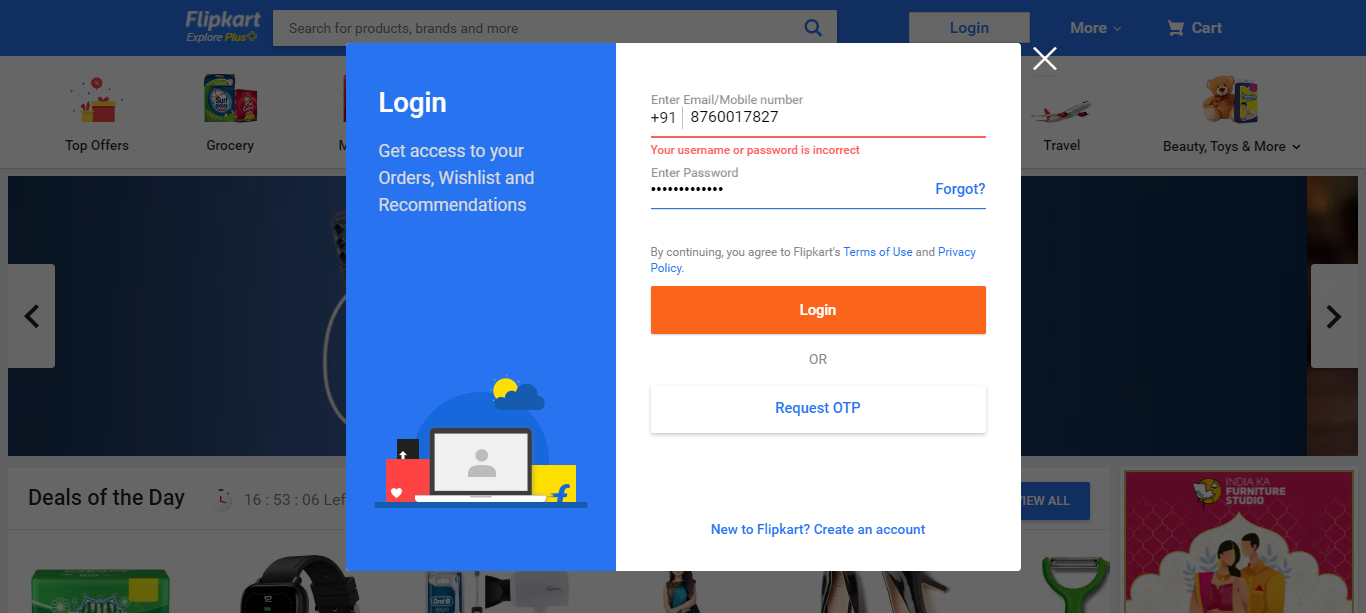 Flipkart
Explore Plus
Search for products, brands and more
Login
More
Cart
Top Offers
Grocery
M
Travel
Beauty, Toys & More
Login
Get access to your
Orders, Wishlist and
Recommendations
Enter Email/Mobile number
+91 8760017827
Your username or password is incorrect
Enter Password
•••••••••••••
Forgot?
By continuing, you agree to Flipkart's Terms of Use and Privacy
Policy.
Login
OR
Request OTP
New to Flipkart? Create an account
Deals of the Day
16 : 53 : 06 Lef
VIEW ALL
INDIA KA
FURNITURE
STUDIO
Oral-B